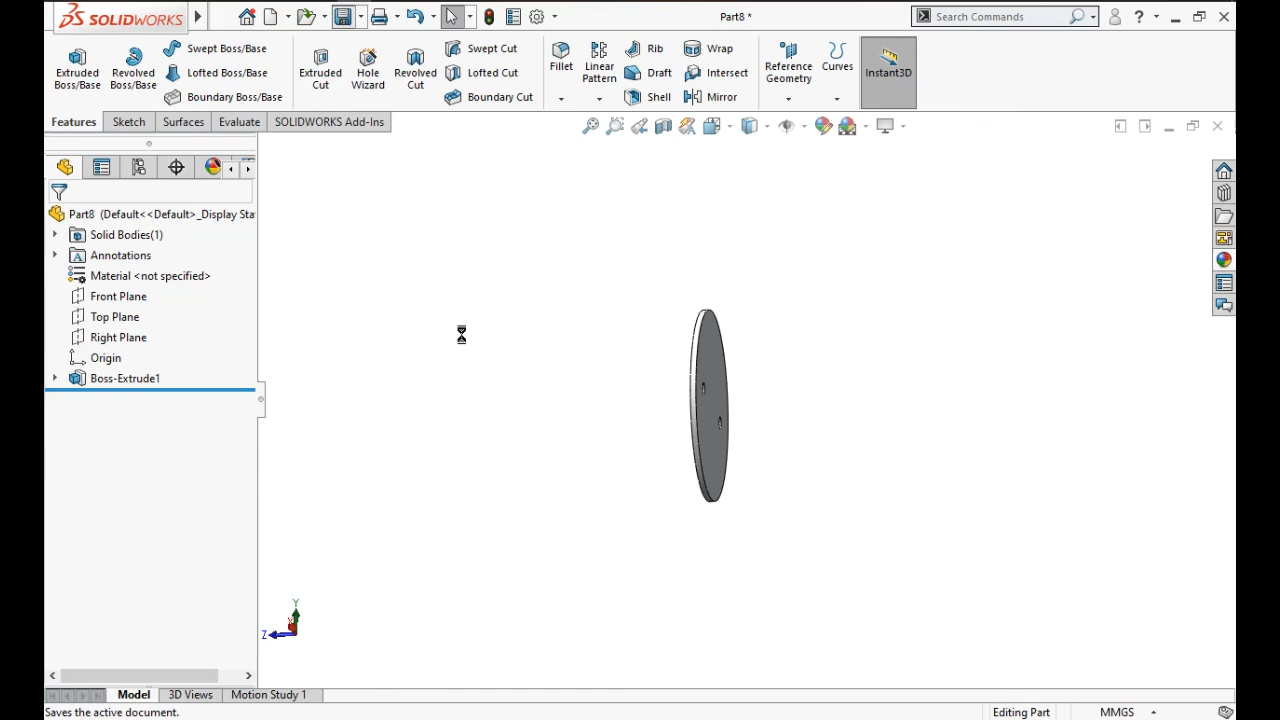 SOLIDWORKS
Part8 *
Search Commands
?
Extruded Boss/Base
Revolved Boss/Base
Swept Boss/Base
Lofted Boss/Base
Boundary Boss/Base
Extruded Cut
Hole Wizard
Revolved Cut
Swept Cut
Lofted Cut
Boundary Cut
Fillet
Linear Pattern
Rib
Draft
Shell
Wrap
Intersect
Mirror
Reference Geometry
Curves
Instant3D
Features Sketch Surfaces Evaluate SOLIDWORKS Add-Ins
Part8 (Default<<Default>_Display Sta
Solid Bodies(1)
Annotations
Material <not specified>
Front Plane
Top Plane
Right Plane
Origin
Boss-Extrude1
Y
Z
Model 3D Views Motion Study 1
Saves the active document.
Editing Part
MMGS